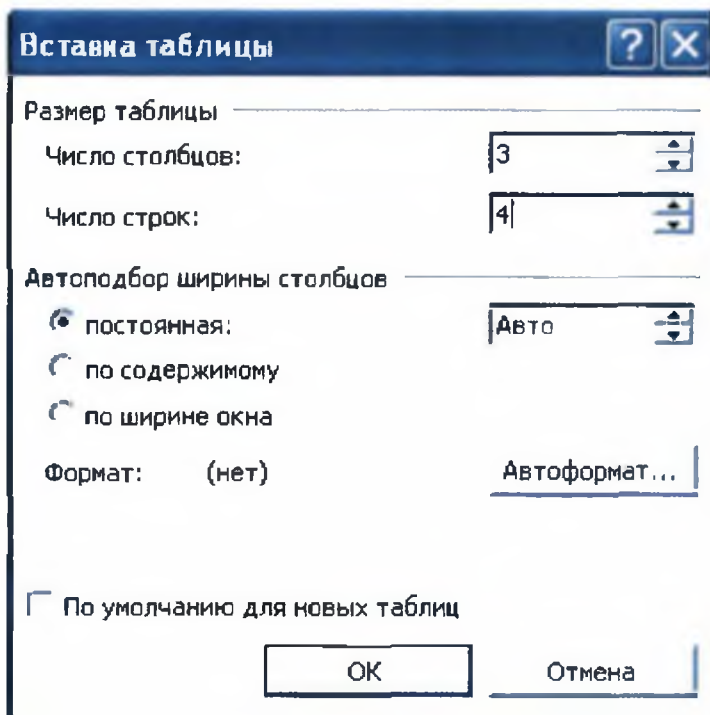 Вставка таблицы
Размер таблицы
Число столбцов: 3
Число строк: 4
Автоподбор ширины столбцов
постоянная: Авто
по содержимому
по ширине окна
Формат: (нет) Автоформат...
По умолчанию для новых таблиц
ОК Отмена